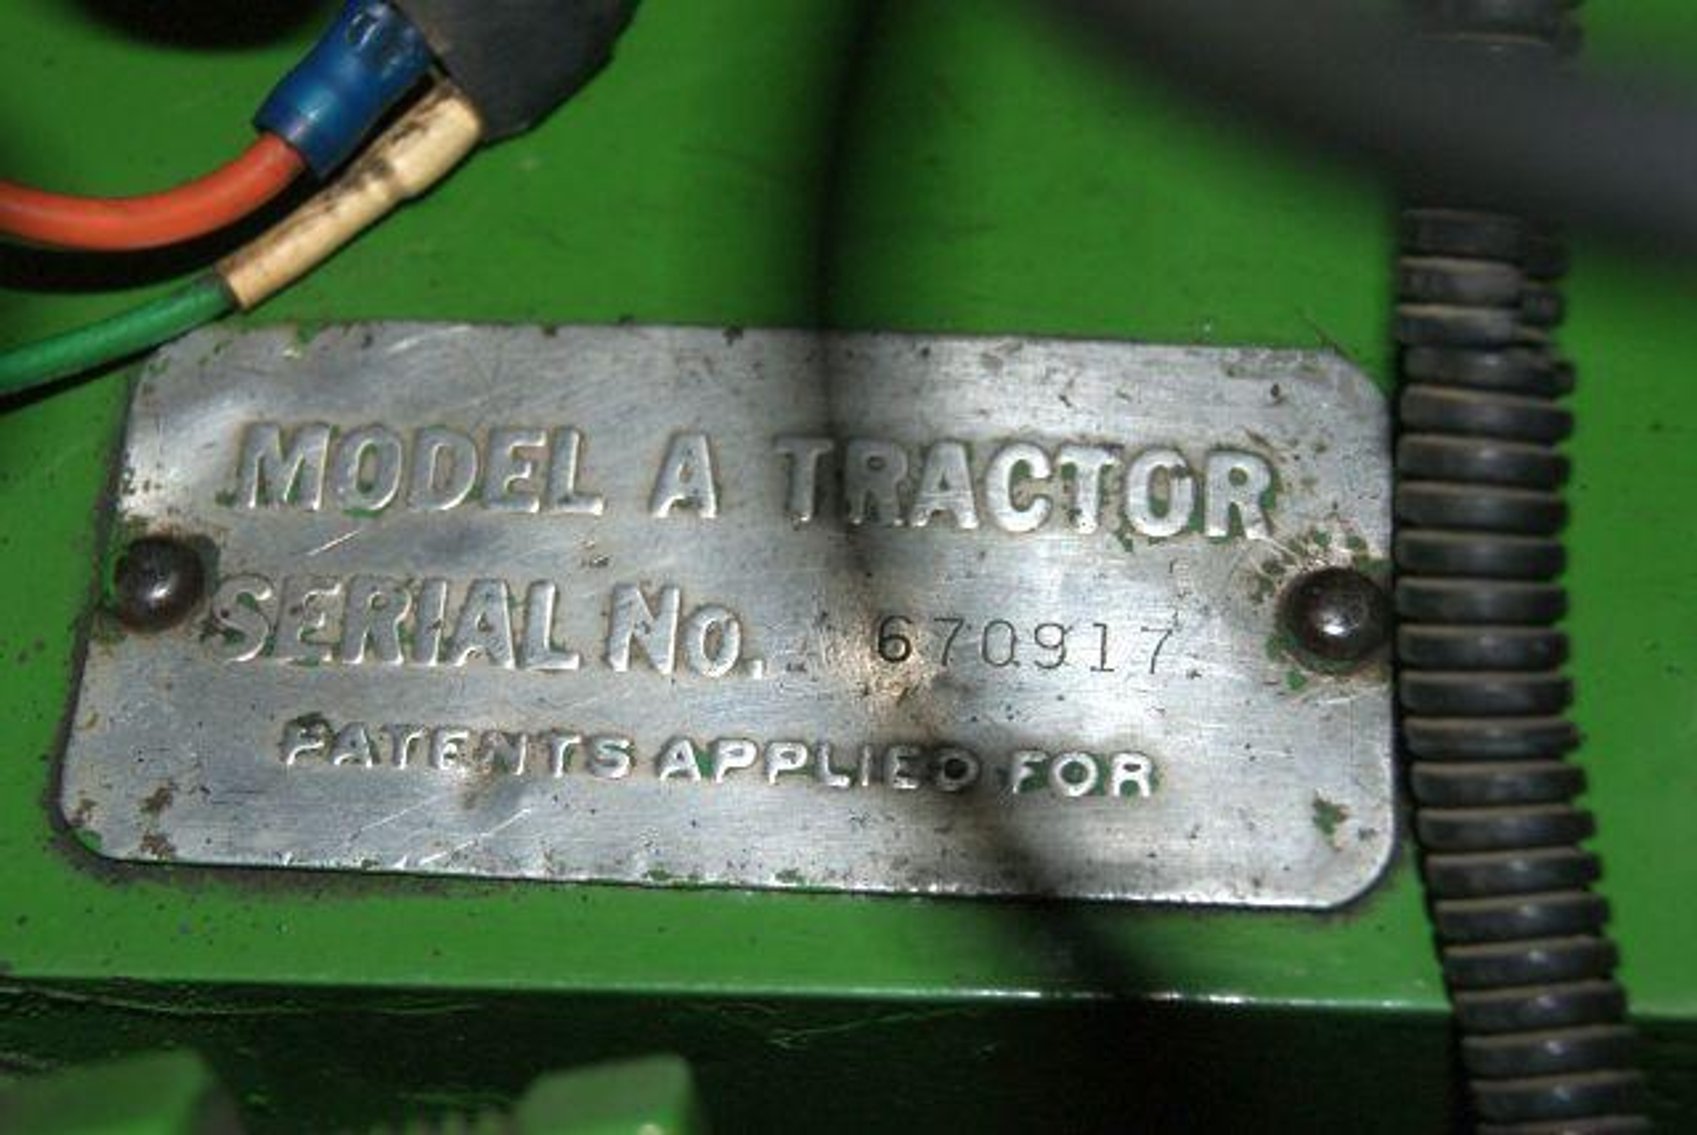 MODEL A TRACTOR
SERIAL No. 670917
PATENTS APPLIED FOR